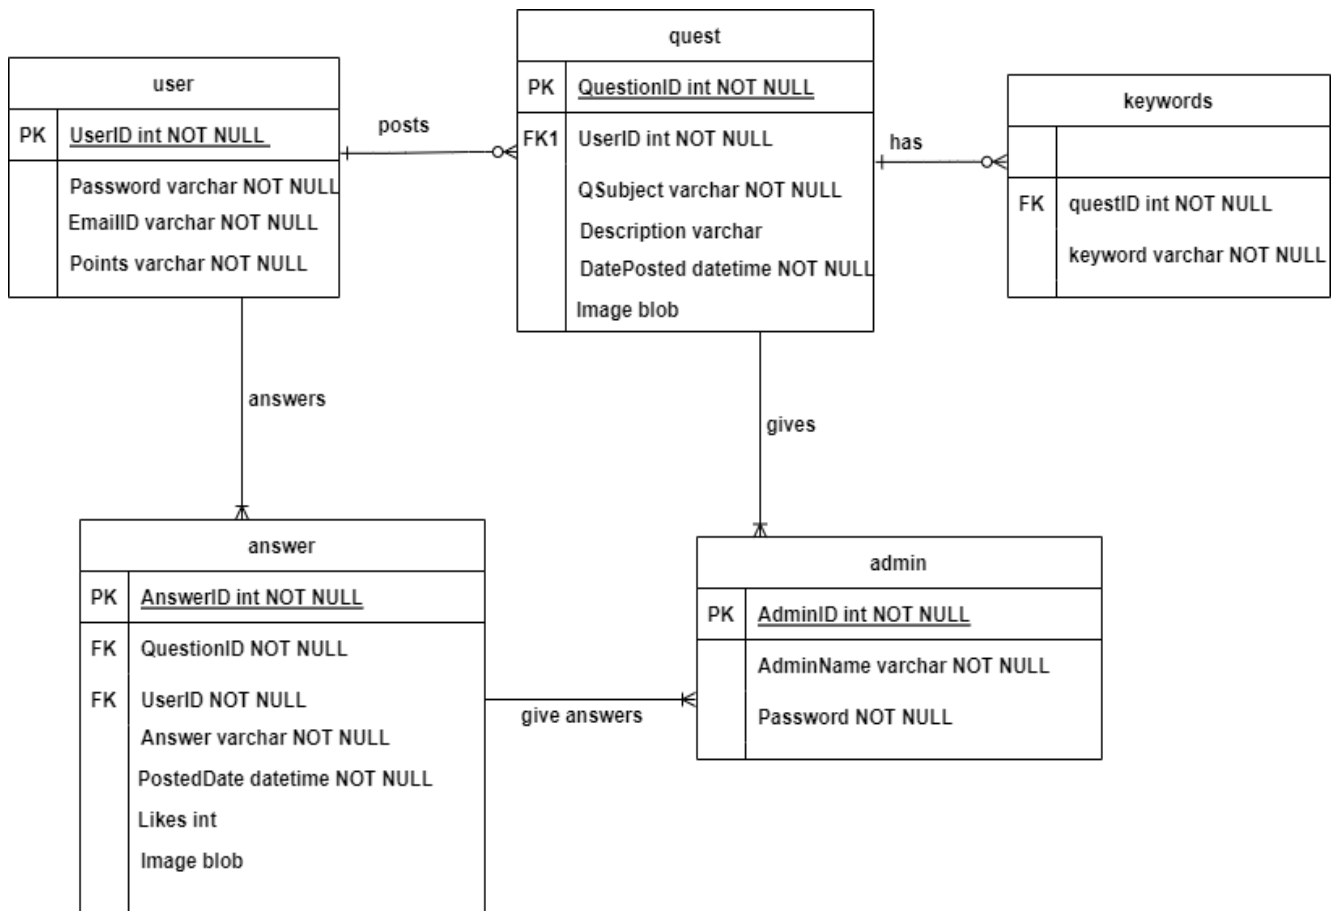 user
PK UserID int NOT NULL
Password varchar NOT NULL
EmailID varchar NOT NULL
Points varchar NOT NULL
posts
quest
PK QuestionID int NOT NULL
FK1 UserID int NOT NULL
QSubject varchar NOT NULL
Description varchar
DatePosted datetime NOT NULL
Image blob
has
keywords
FK questID int NOT NULL
keyword varchar NOT NULL
answers
gives
answer
PK AnswerID int NOT NULL
FK QuestionID NOT NULL
FK UserID NOT NULL
Answer varchar NOT NULL
PostedDate datetime NOT NULL
Likes int
Image blob
give answers
admin
PK AdminID int NOT NULL
AdminName varchar NOT NULL
Password NOT NULL